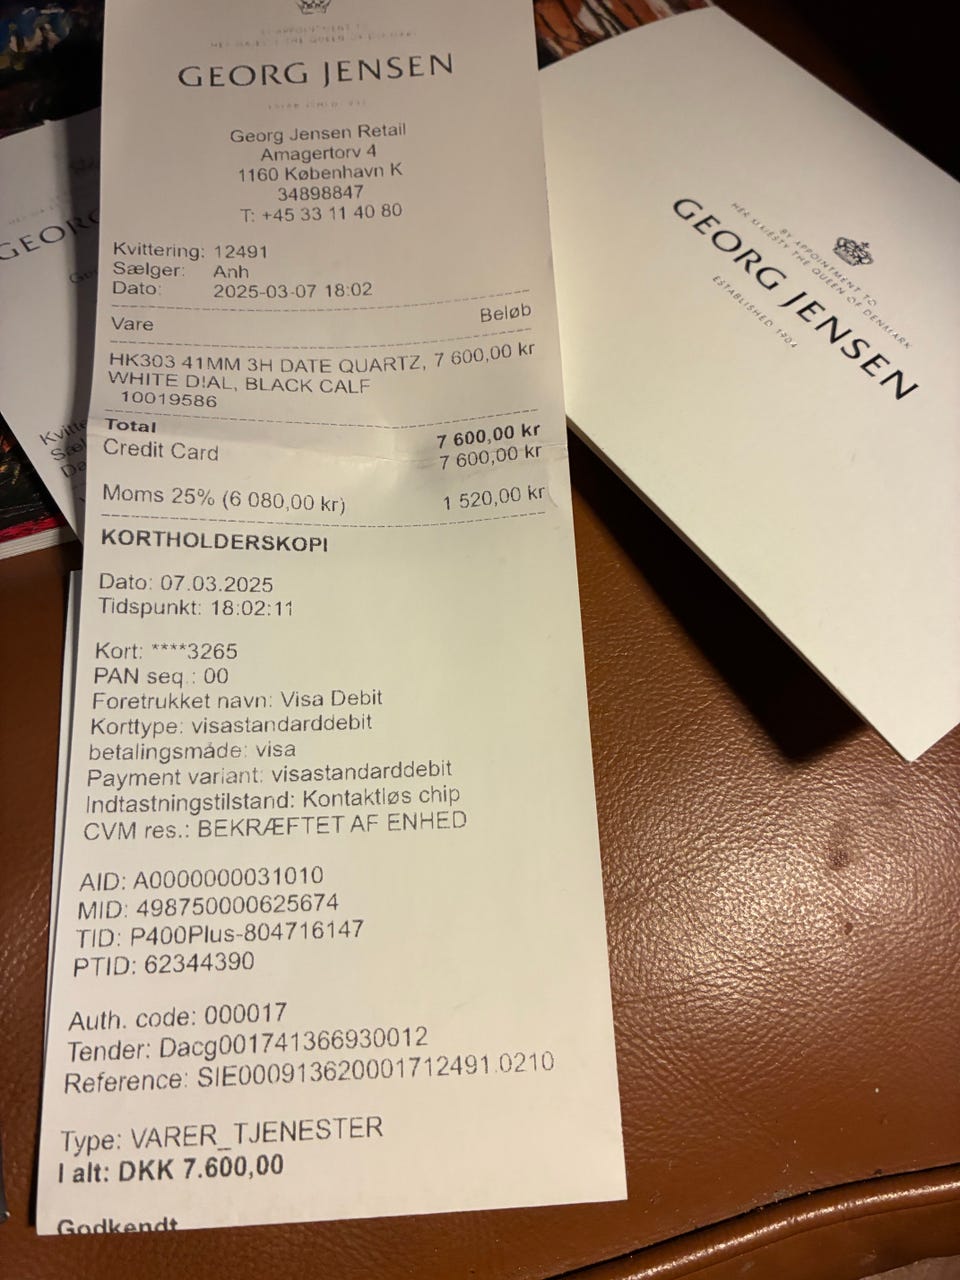 GEORG JENSEN
Georg Jensen Retail
Amagertorv 4
1160 København K
34898847
T: +45 33 11 40 80
Kvittering: 12491
Sælger: Anh
Dato: 2025-03-07 18:02
Vare Beløb
HK303 41MM 3H DATE QUARTZ, 7 600,00 kr
WHITE DIAL, BLACK CALF
10019586
Total 7 600,00 kr
Credit Card 7 600,00 kr
Moms 25% (6 080,00 kr) 1 520,00 kr
KORTHOLDERSKOPI
Dato: 07.03.2025
Tidspunkt: 18:02:11
Kort: ****3265
PAN seq.: 00
Foretrukket navn: Visa Debit
Korttype: visastandarddebit
betalingsmåde: visa
Payment variant: visastandarddebit
Indtastningstilstand: Kontaktløs chip
CVM res.: BEKRÆFTET AF ENHED
AID: A0000000031010
MID: 498750000625674
TID: P400Plus-804716147
PTID: 62344390
Auth. code: 000017
Tender: Dacg001741366930012
Reference: SIE000913620001712491.0210
Type: VARER_TJENESTER
I alt: DKK 7.600,00
Godkendt
BY APPOINTMENT TO
HER MAJESTY THE QUEEN OF DENMARK
GEORG JENSEN
ESTABLISHED 1904